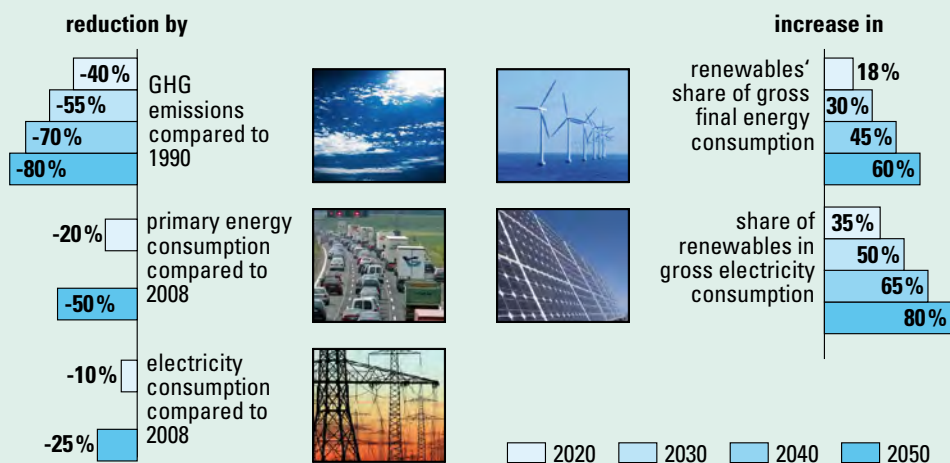 reduction by
-40%
-55%
-70%
-80%
GHG
emissions
compared to
1990
-20%
-50%
primary energy
consumption
compared to
2008
-10%
-25%
electricity
consumption
compared to
2008
increase in
renewables‘
share of gross
final energy
consumption
18%
30%
45%
60%
share of
renewables in
gross electricity
consumption
35%
50%
65%
80%
2020 2030 2040 2050